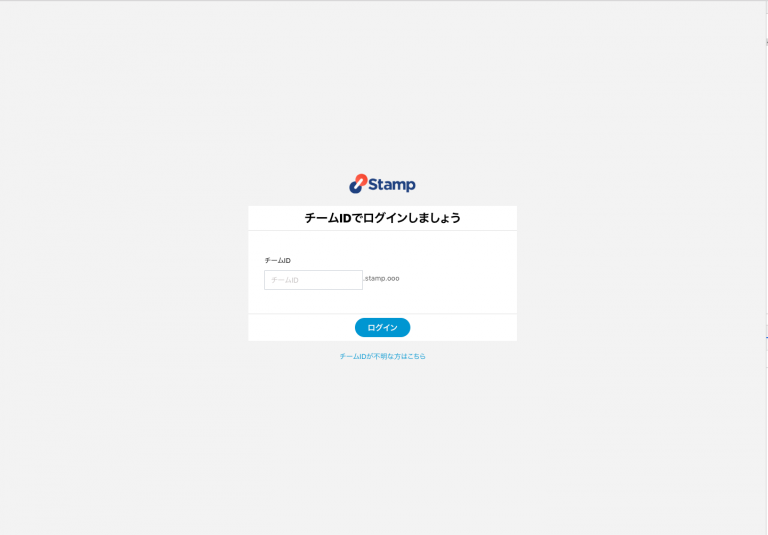 Stamp
チームIDでログインしましょう
チームID
チームID .stamp.ooo
ログイン
チームIDが不明な方はこちら